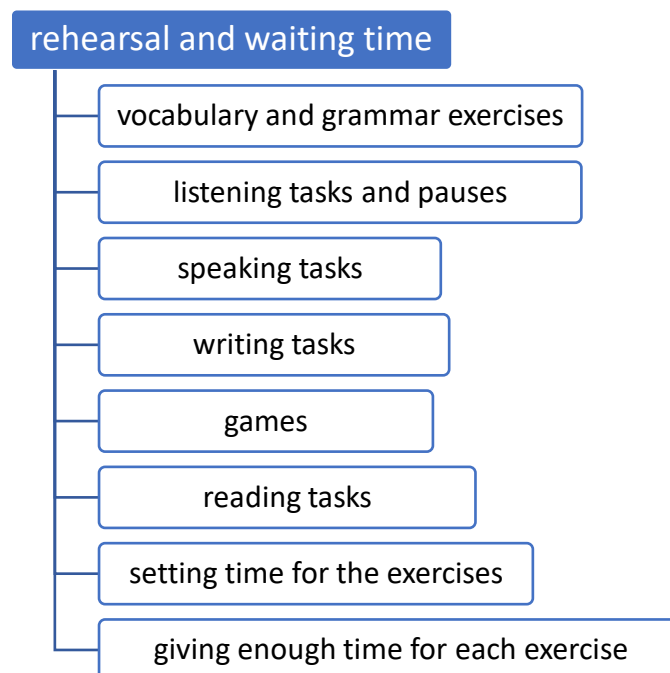 rehearsal and waiting time
vocabulary and grammar exercises
listening tasks and pauses
speaking tasks
writing tasks
games
reading tasks
setting time for the exercises
giving enough time for each exercise